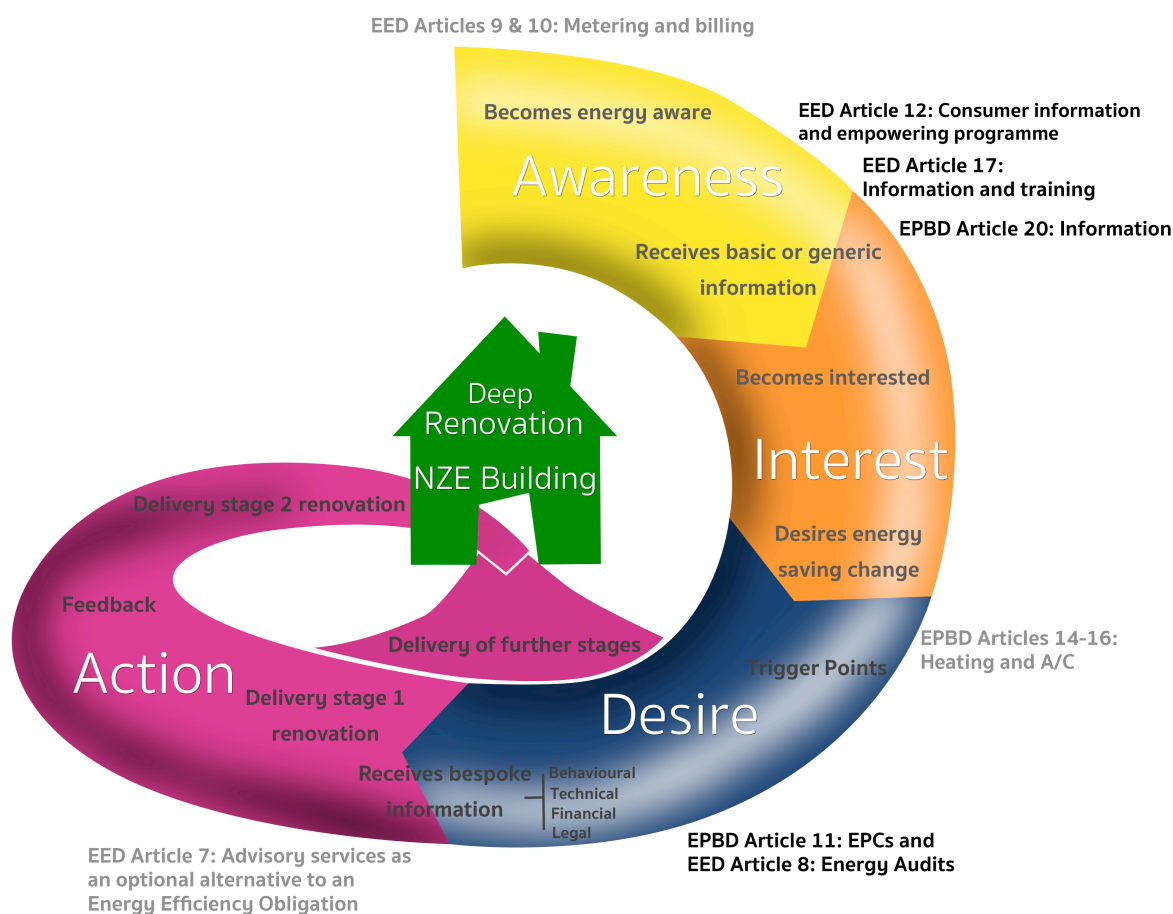 EED Articles 9 & 10: Metering and billing
Becomes energy aware
EED Article 12: Consumer information
and empowering programme
Awareness
EED Article 17:
Information and training
EPBD Article 20: Information
Receives basic or generic
information
Becomes interested
Interest
Desires energy
saving change
Deep
Renovation
NZE Building
Delivery stage 2 renovation
Feedback
Action
Delivery of further stages
Delivery stage 1
renovation
EPBD Articles 14-16:
Heating and A/C
Trigger Points
Desire
Receives bespoke
information
Behavioural
Technical
Financial
Legal
EPBD Article 11: EPCs and
EED Article 8: Energy Audits
EED Article 7: Advisory services as
an optional alternative to an
Energy Efficiency Obligation